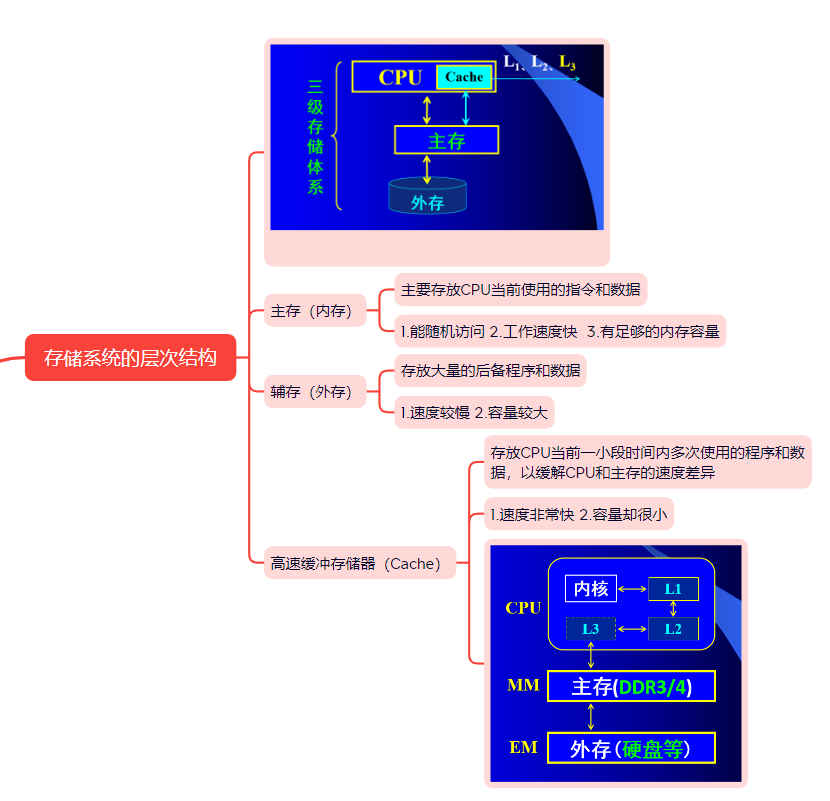 存储系统的层次结构
三级存储体系
CPU
Cache
L1、L2、L3
主存
外存
主存（内存）
主要存放CPU当前使用的指令和数据
1.能随机访问 2.工作速度快 3.有足够的内存容量
辅存（外存）
存放大量的后备程序和数据
1.速度较慢 2.容量较大
高速缓冲存储器（Cache）
存放CPU当前一小段时间内多次使用的程序和数
据，以缓解CPU和主存的速度差异
1.速度非常快 2.容量却很小
CPU
内核
L1
L3
L2
MM
主存(DDR3/4)
EM
外存(硬盘等)